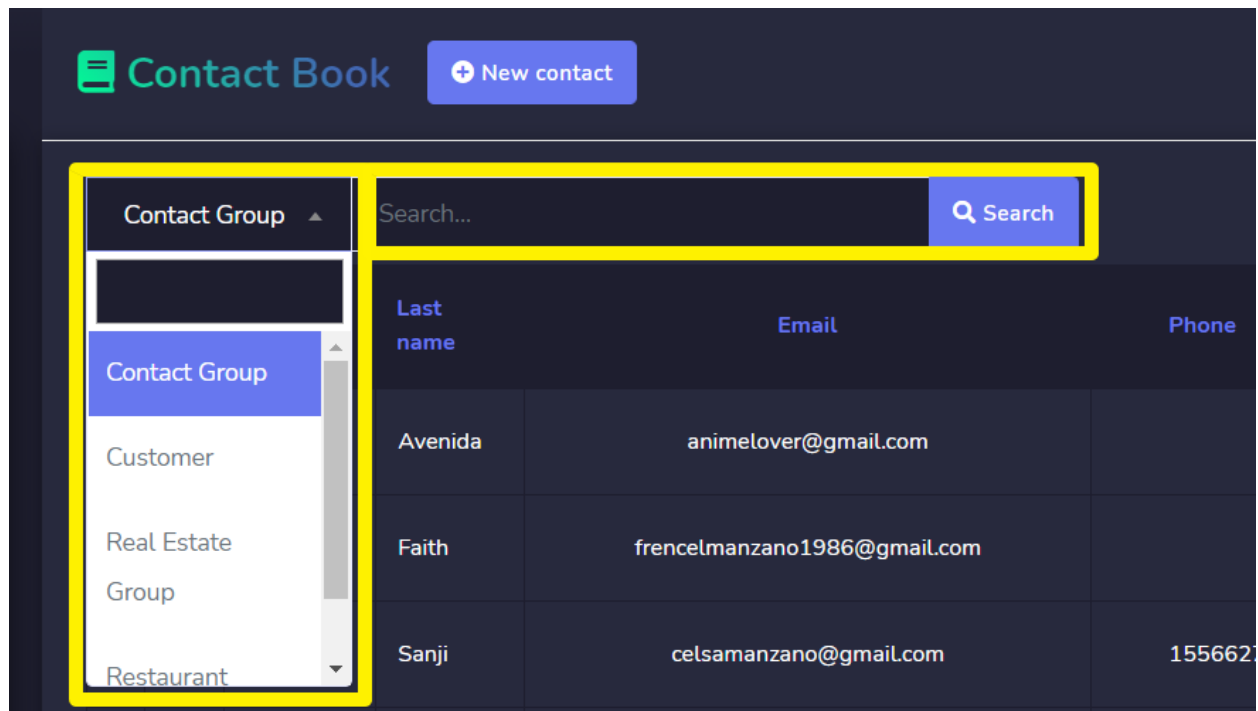 Contact Book
New contact
Contact Group
Search...
Search
Last
name
Email
Phone
Contact Group
Customer
Real Estate
Group
Restaurant
Avenida
animelover@gmail.com
Faith
frencelmanzano1986@gmail.com
Sanji
celsamanzano@gmail.com
1556627